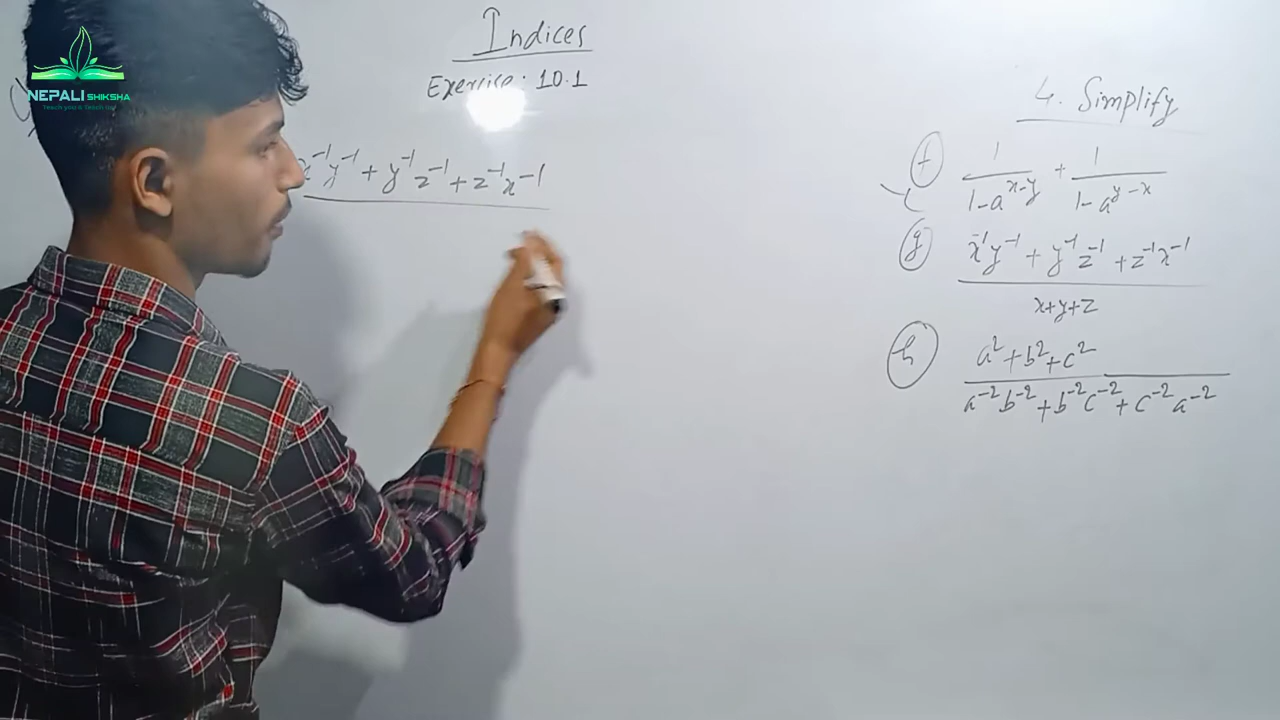 NEPALI SHIKSHA
Indices
Exercise: 10.1
x⁻¹y⁻¹ + y⁻¹z⁻¹ + z⁻¹x⁻¹
4. Simplify
(f) 1/(1-a^(x-y)) + 1/(1-a^(y-x))
(g) (x⁻¹y⁻¹ + y⁻¹z⁻¹ + z⁻¹x⁻¹)/(x+y+z)
(h) (a²+b²+c²)/(a⁻²b⁻²+b⁻²c⁻²+c⁻²a⁻²)